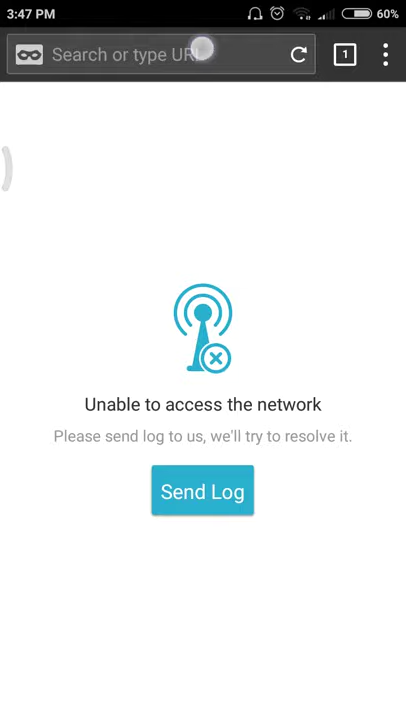 3:47 PM
60%
Search or type URL
1
Unable to access the network
Please send log to us, we'll try to resolve it.
Send Log